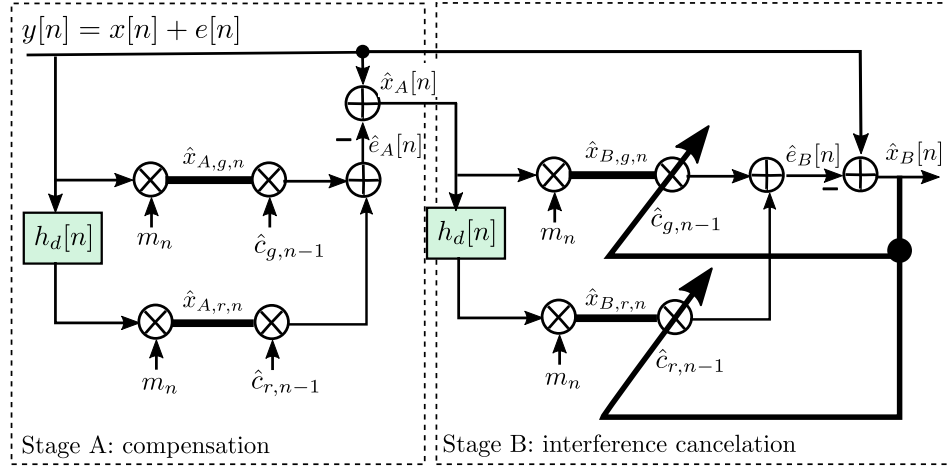 y[n] = x[n] + e[n]
x̂_A[n]
−
ê_A[n]
x̂_{A,g,n}
x̂_{B,g,n}
ê_B[n]
x̂_B[n]
−
h_d[n]
m_n
ĉ_{g,n−1}
h_d[n]
m_n
ĉ_{g,n−1}
x̂_{A,r,n}
x̂_{B,r,n}
m_n
ĉ_{r,n−1}
m_n
ĉ_{r,n−1}
Stage A: compensation
Stage B: interference cancelation